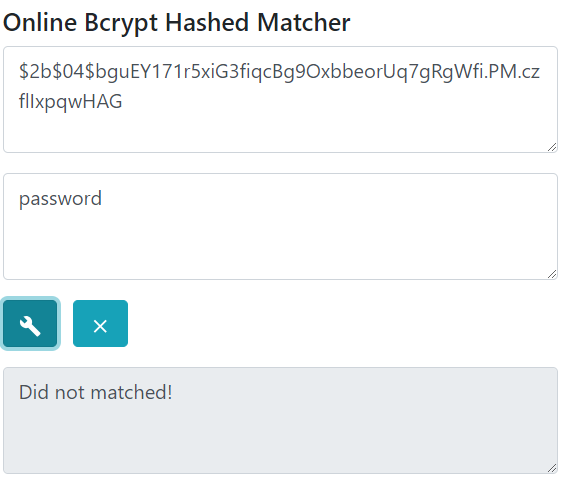 Online Bcrypt Hashed Matcher
$2b$04$bguEY171r5xiG3fiqcBg9OxbbeorUq7gRgWfi.PM.cz
flIxpqwHAG
password
Did not matched!